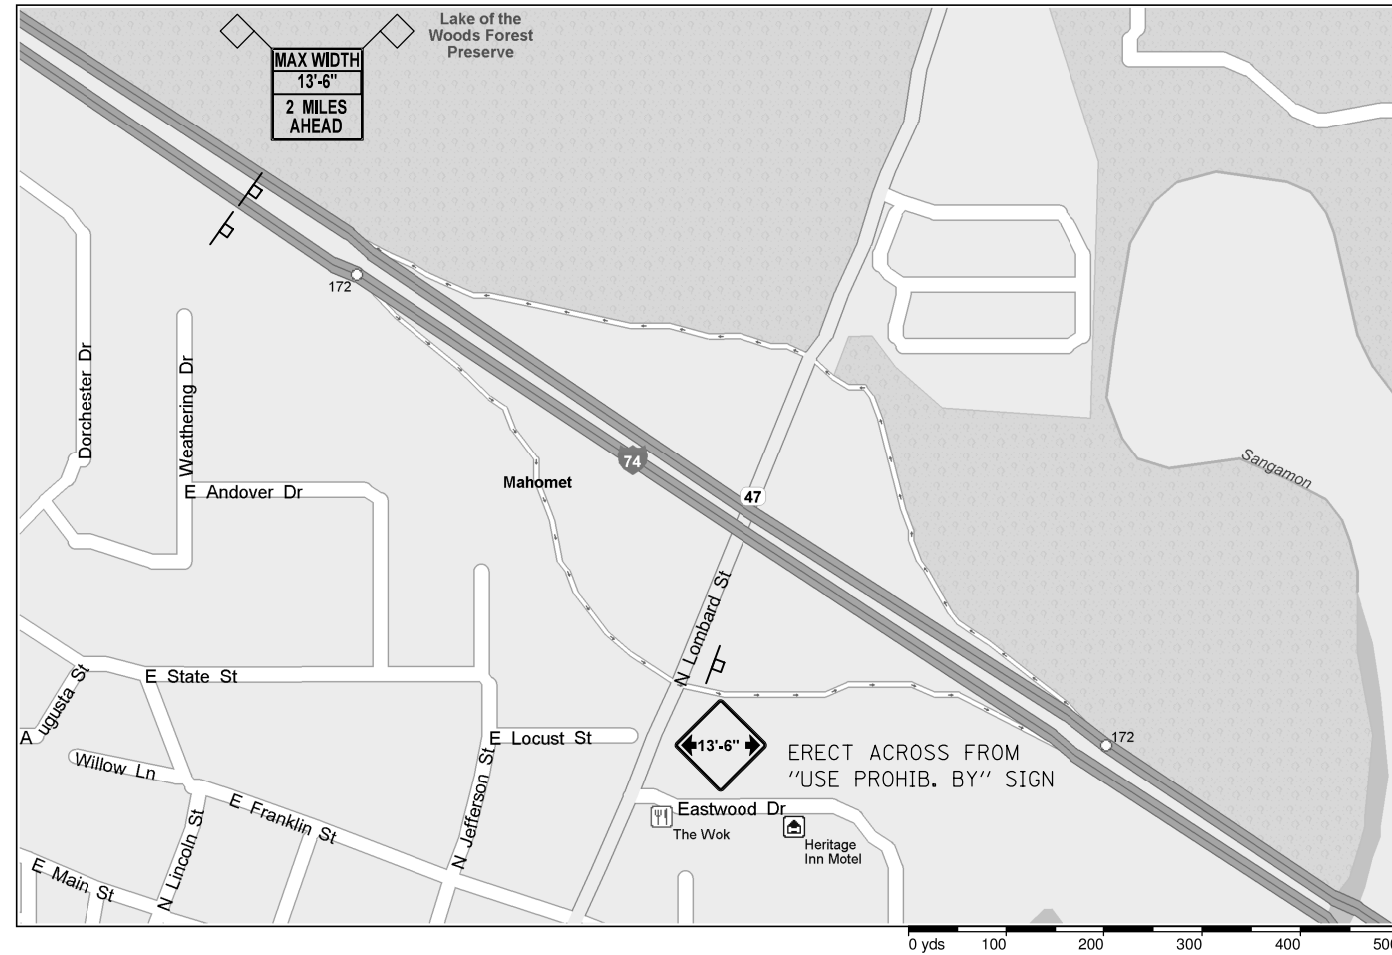 Lake of the
Woods Forest
Preserve
MAX WIDTH
13'-6"
2 MILES
AHEAD
172
Dorchester Dr
Weathering Dr
E Andover Dr
Mahomet
74
47
Sangamon
N Lombard St
E State St
Augusta St
E Locust St
Willow Ln
E Franklin St
N Jefferson St
N Lincoln St
E Main St
13'-6"
ERECT ACROSS FROM
"USE PROHIB. BY" SIGN
172
Eastwood Dr
The Wok
Heritage
Inn Motel
0 yds 100 200 300 400 500